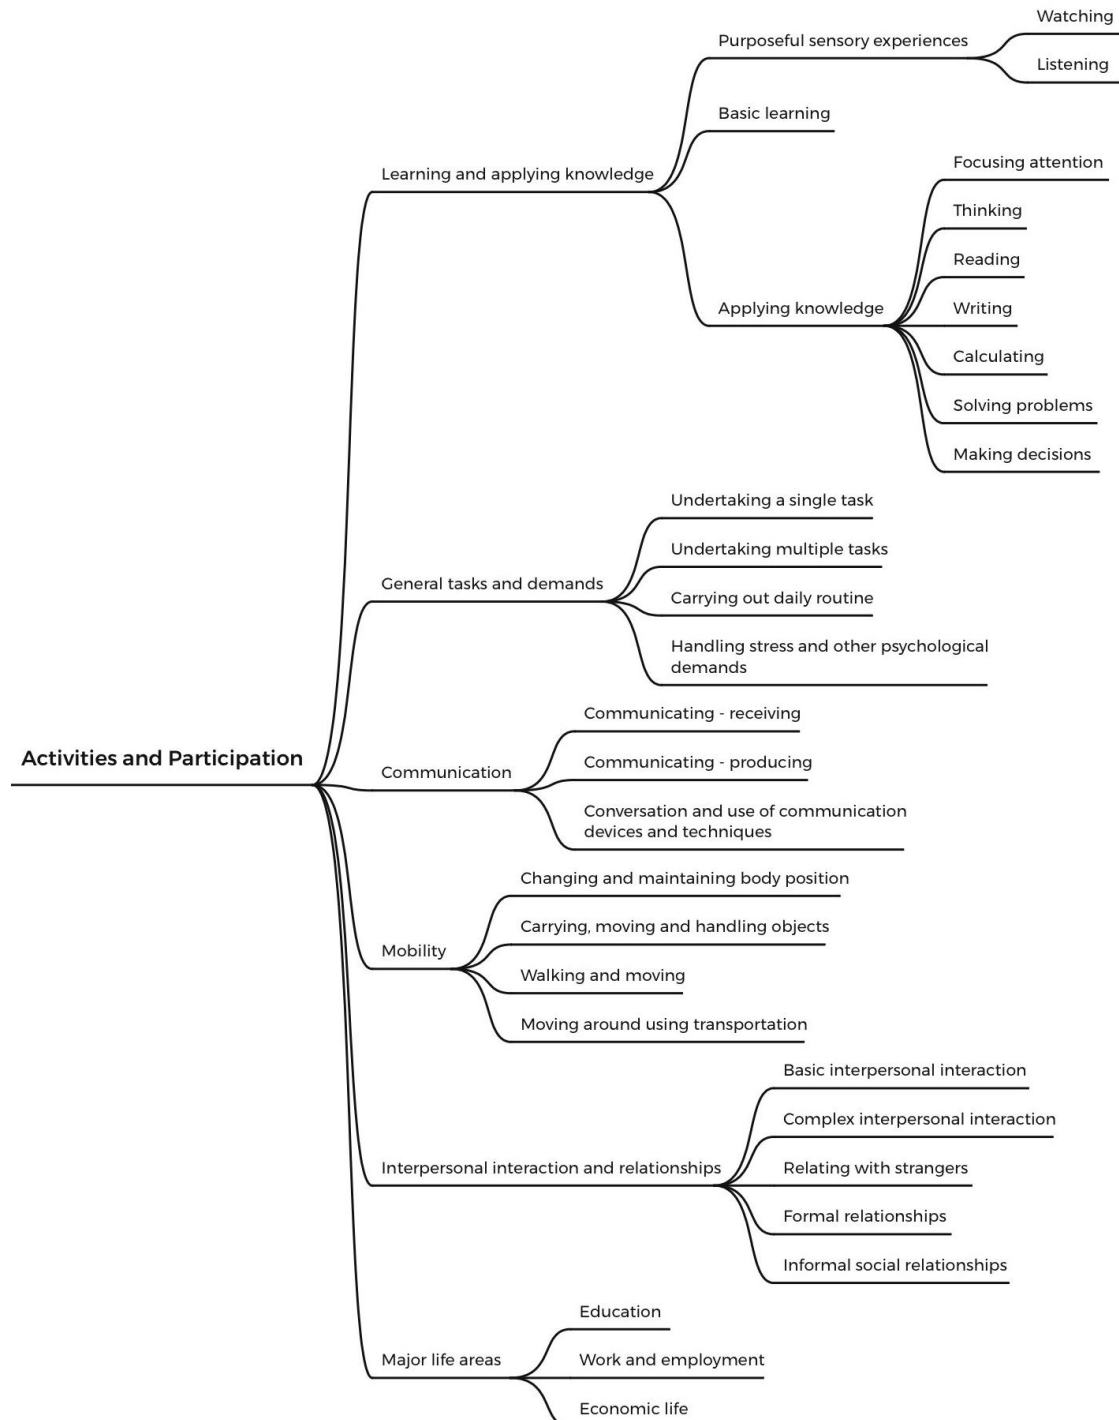 Activities and Participation
Learning and applying knowledge
Purposeful sensory experiences
Watching
Listening
Basic learning
Applying knowledge
Focusing attention
Thinking
Reading
Writing
Calculating
Solving problems
Making decisions
General tasks and demands
Undertaking a single task
Undertaking multiple tasks
Carrying out daily routine
Handling stress and other psychological
demands
Communication
Communicating - receiving
Communicating - producing
Conversation and use of communication
devices and techniques
Mobility
Changing and maintaining body position
Carrying, moving and handling objects
Walking and moving
Moving around using transportation
Interpersonal interaction and relationships
Basic interpersonal interaction
Complex interpersonal interaction
Relating with strangers
Formal relationships
Informal social relationships
Major life areas
Education
Work and employment
Economic life